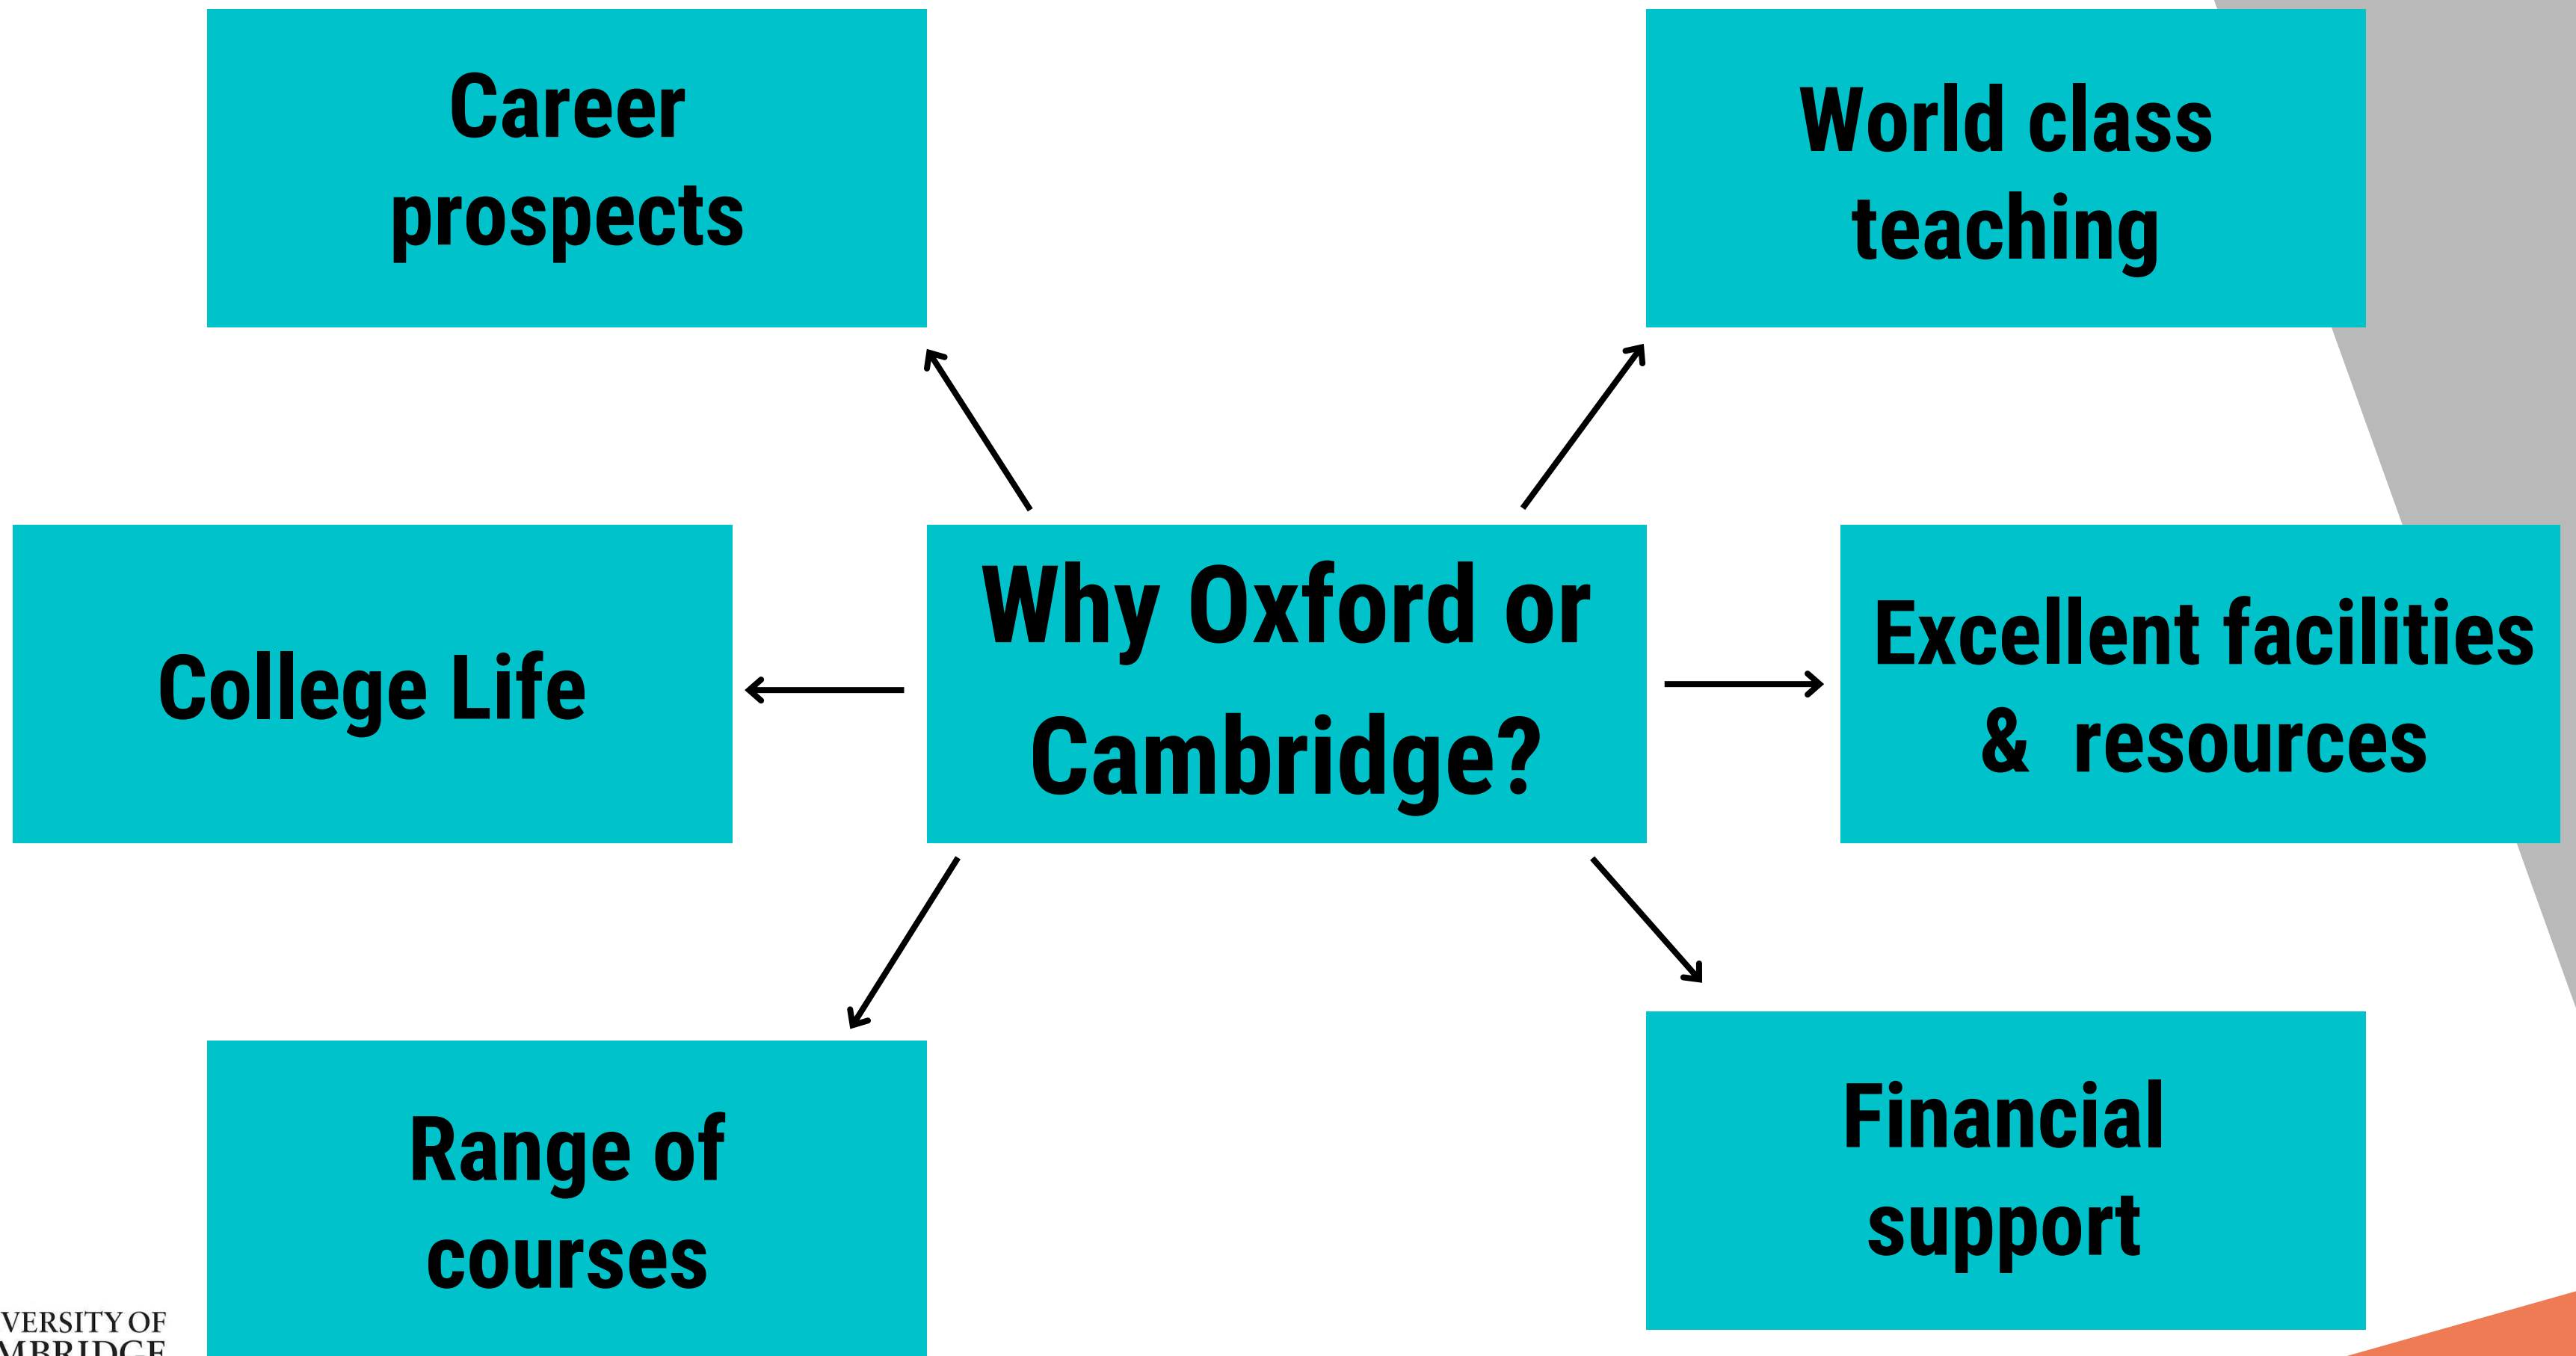 Career
prospects
World class
teaching
College Life
Why Oxford or
Cambridge?
Excellent facilities
& resources
Range of
courses
Financial
support
VERSITY OF
MBRIDGE